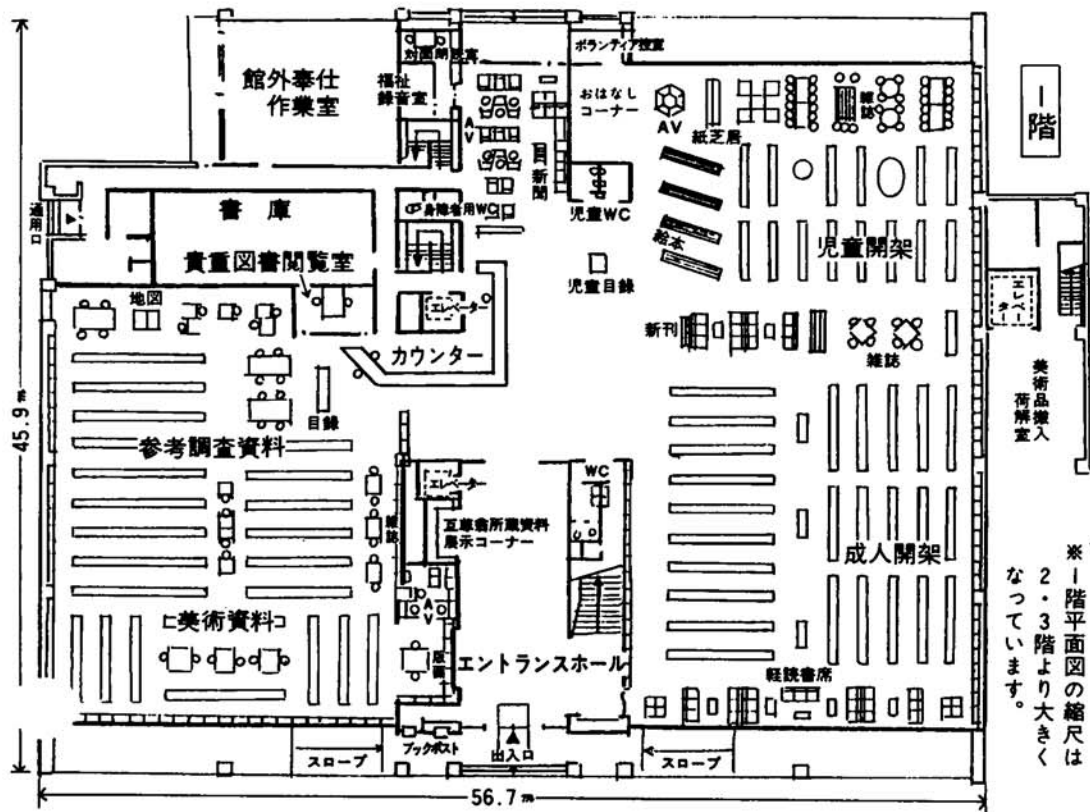 一階
館外奉仕
作業室
対面朗読室
福祉
録音室
ボランティア控室
おはなし
コーナー
AV
紙芝居
雑誌
AV
新聞
通用口
書庫
身障者用WC
児童WC
絵本
児童開架
貴重図書閲覧室
児童目録
エレベーター
地図
エレベーター
カウンター
新刊
雑誌
美術品搬入
荷解室
目録
45.9m
参考調査資料
エレベーター
WC
互尊翁所蔵資料
展示コーナー
雑誌
成人開架
美術資料
AV
版画
エントランスホール
軽読書席
ブックポスト
出入口
スロープ
スロープ
56.7m
※一階平面図の縮尺は
2・3階より大きく
なっています。